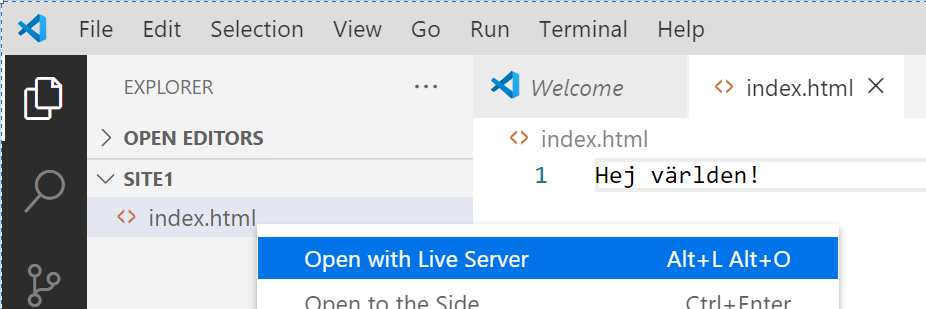 File Edit Selection View Go Run Terminal Help
EXPLORER ···
Welcome
index.html ×
OPEN EDITORS
index.html
SITE1
1 Hej världen!
index.html
Open with Live Server Alt+L Alt+O
Open to the Side Ctrl+Enter